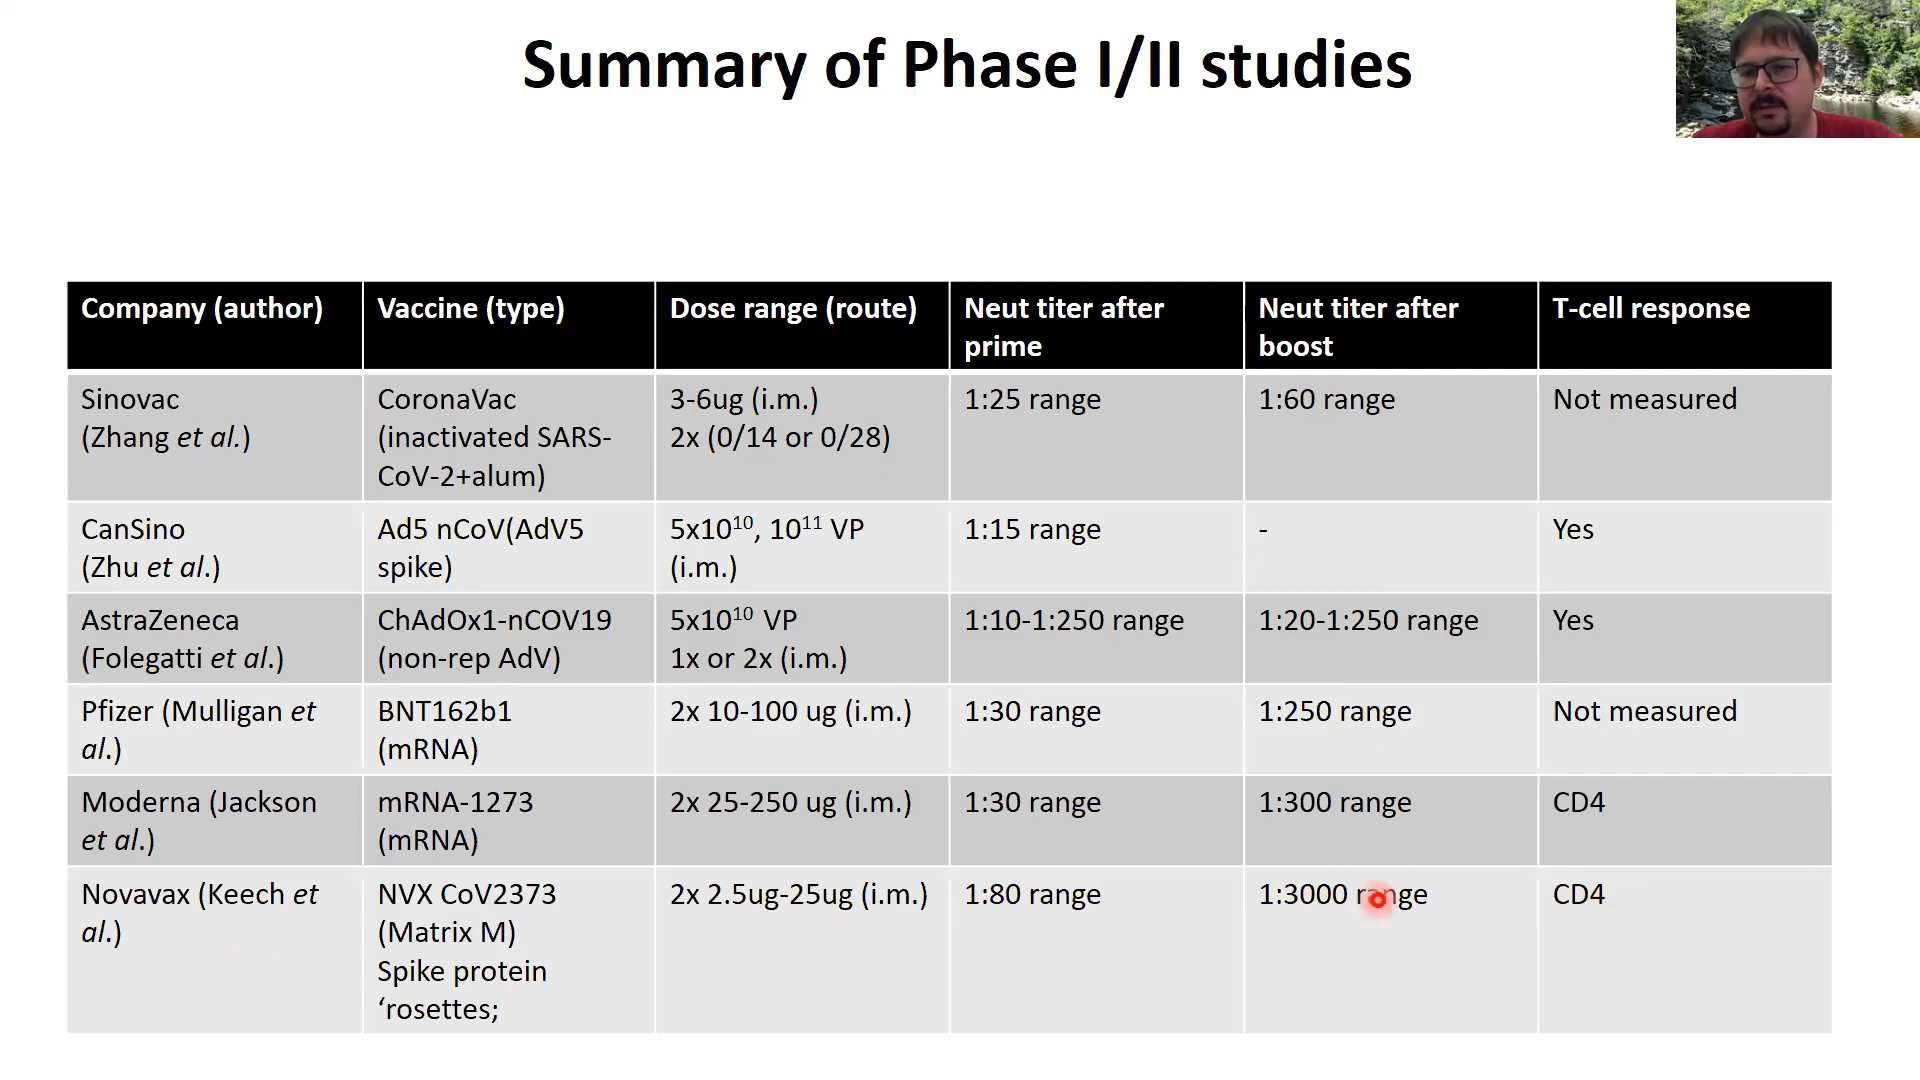 Summary of Phase I/II studies
Company (author)
Vaccine (type)
Dose range (route)
Neut titer after
prime
Neut titer after
boost
T-cell response
Sinovac
(Zhang et al.)
CoronaVac
(inactivated SARS-
CoV-2+alum)
3-6ug (i.m.)
2x (0/14 or 0/28)
1:25 range
1:60 range
Not measured
CanSino
(Zhu et al.)
Ad5 nCoV(AdV5
spike)
5x10¹⁰, 10¹¹ VP
(i.m.)
1:15 range
-
Yes
AstraZeneca
(Folegatti et al.)
ChAdOx1-nCOV19
(non-rep AdV)
5x10¹⁰ VP
1x or 2x (i.m.)
1:10-1:250 range
1:20-1:250 range
Yes
Pfizer (Mulligan et
al.)
BNT162b1
(mRNA)
2x 10-100 ug (i.m.)
1:30 range
1:250 range
Not measured
Moderna (Jackson
et al.)
mRNA-1273
(mRNA)
2x 25-250 ug (i.m.)
1:30 range
1:300 range
CD4
Novavax (Keech et
al.)
NVX CoV2373
(Matrix M)
Spike protein
‘rosettes;
2x 2.5ug-25ug (i.m.)
1:80 range
1:3000 range
CD4